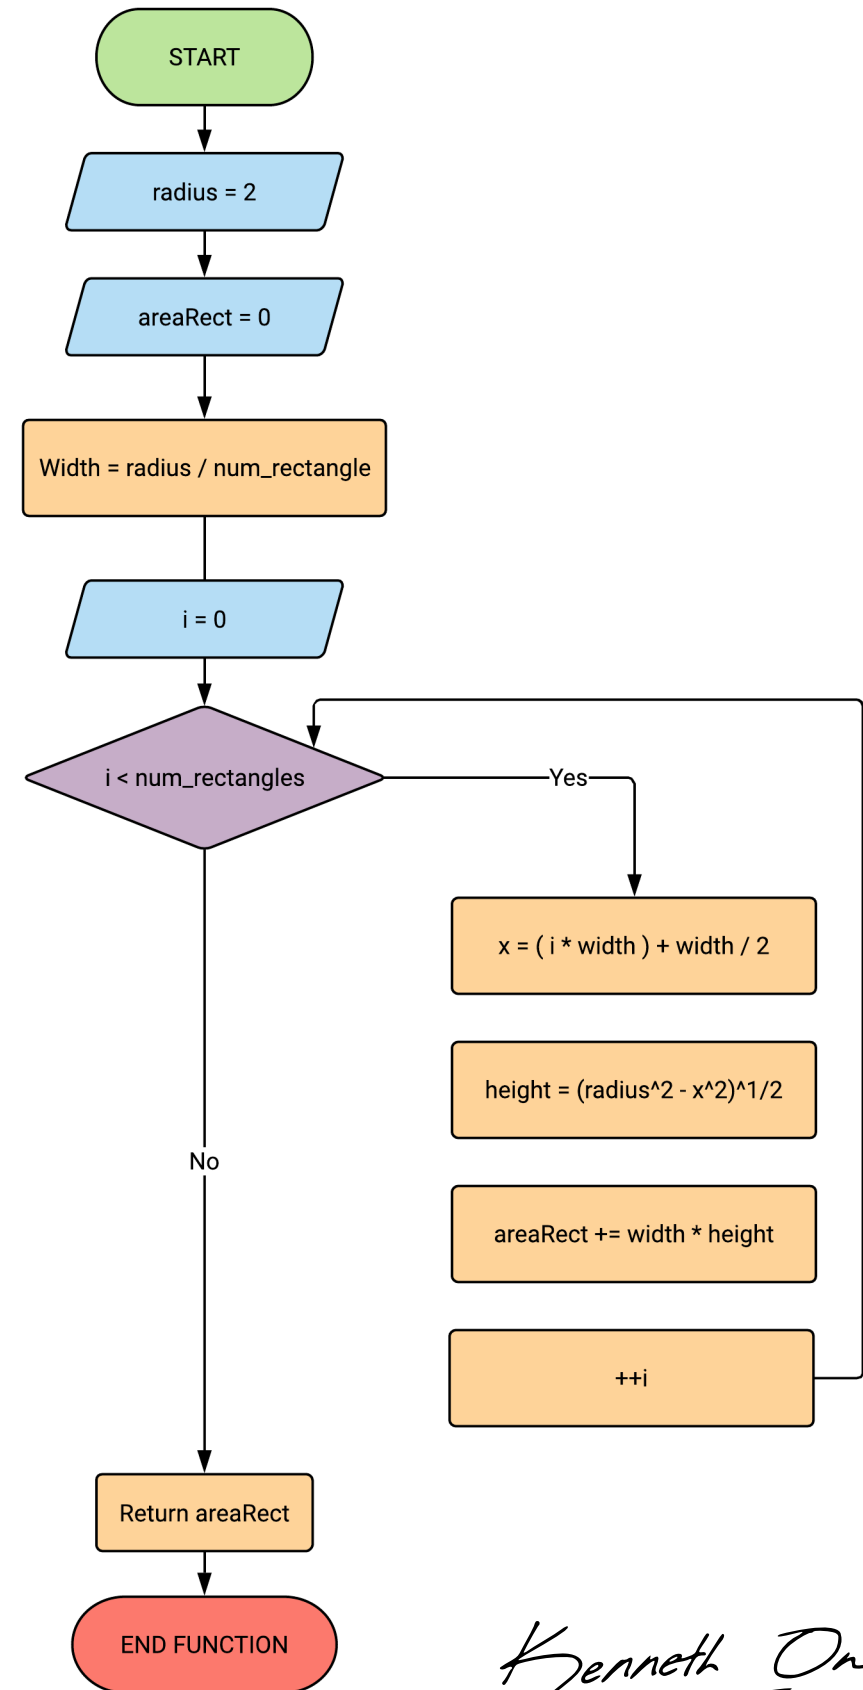 START
radius = 2
areaRect = 0
Width = radius / num_rectangle
i = 0
i < num_rectangles
Yes
x = ( i * width ) + width / 2
height = (radius^2 - x^2)^1/2
areaRect += width * height
No
++i
Return areaRect
END FUNCTION
Kenneth